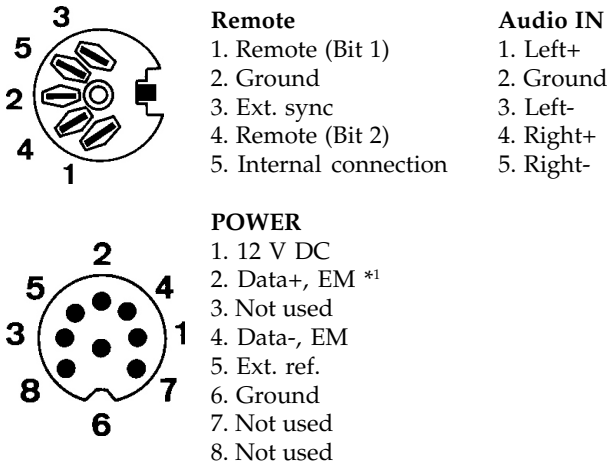 3
5
2
4
1
Remote
1. Remote (Bit 1)
2. Ground
3. Ext. sync
4. Remote (Bit 2)
5. Internal connection
Audio IN
1. Left+
2. Ground
3. Left-
4. Right+
5. Right-
2
5 4
3 1
8 7
6
POWER
1. 12 V DC
2. Data+, EM *1
3. Not used
4. Data-, EM
5. Ext. ref.
6. Ground
7. Not used
8. Not used